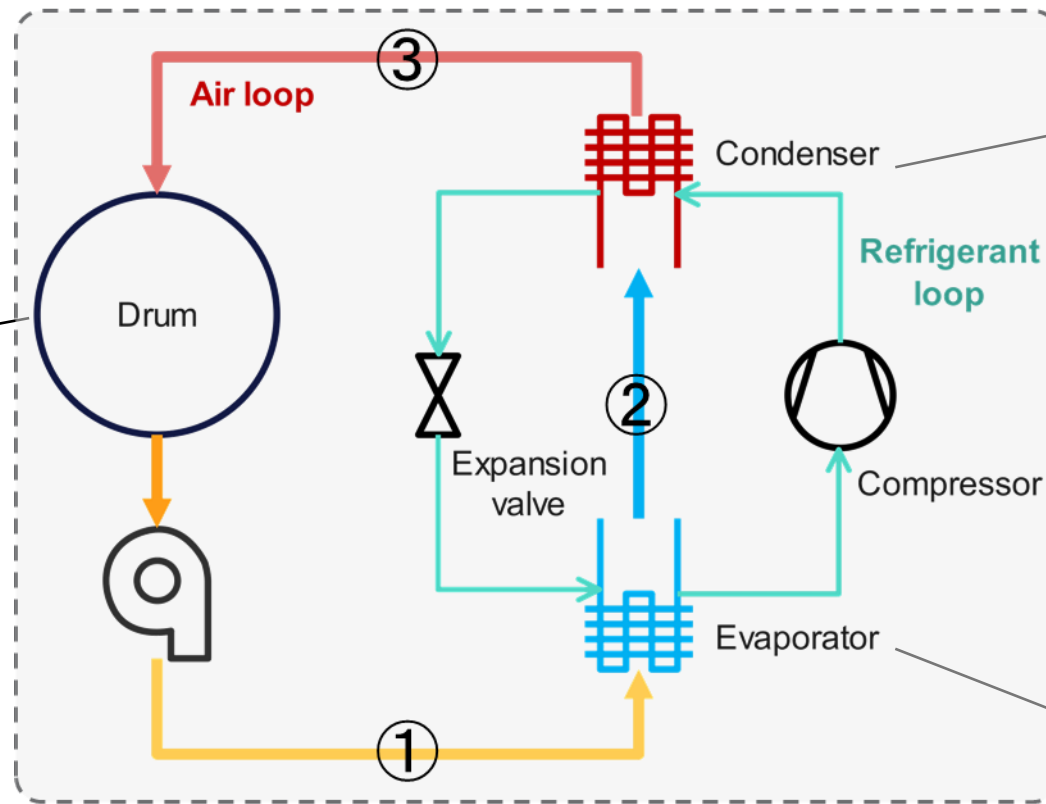 ③
Air loop
Condenser
Refrigerant
loop
Drum
②
Expansion
valve
Compressor
Evaporator
①